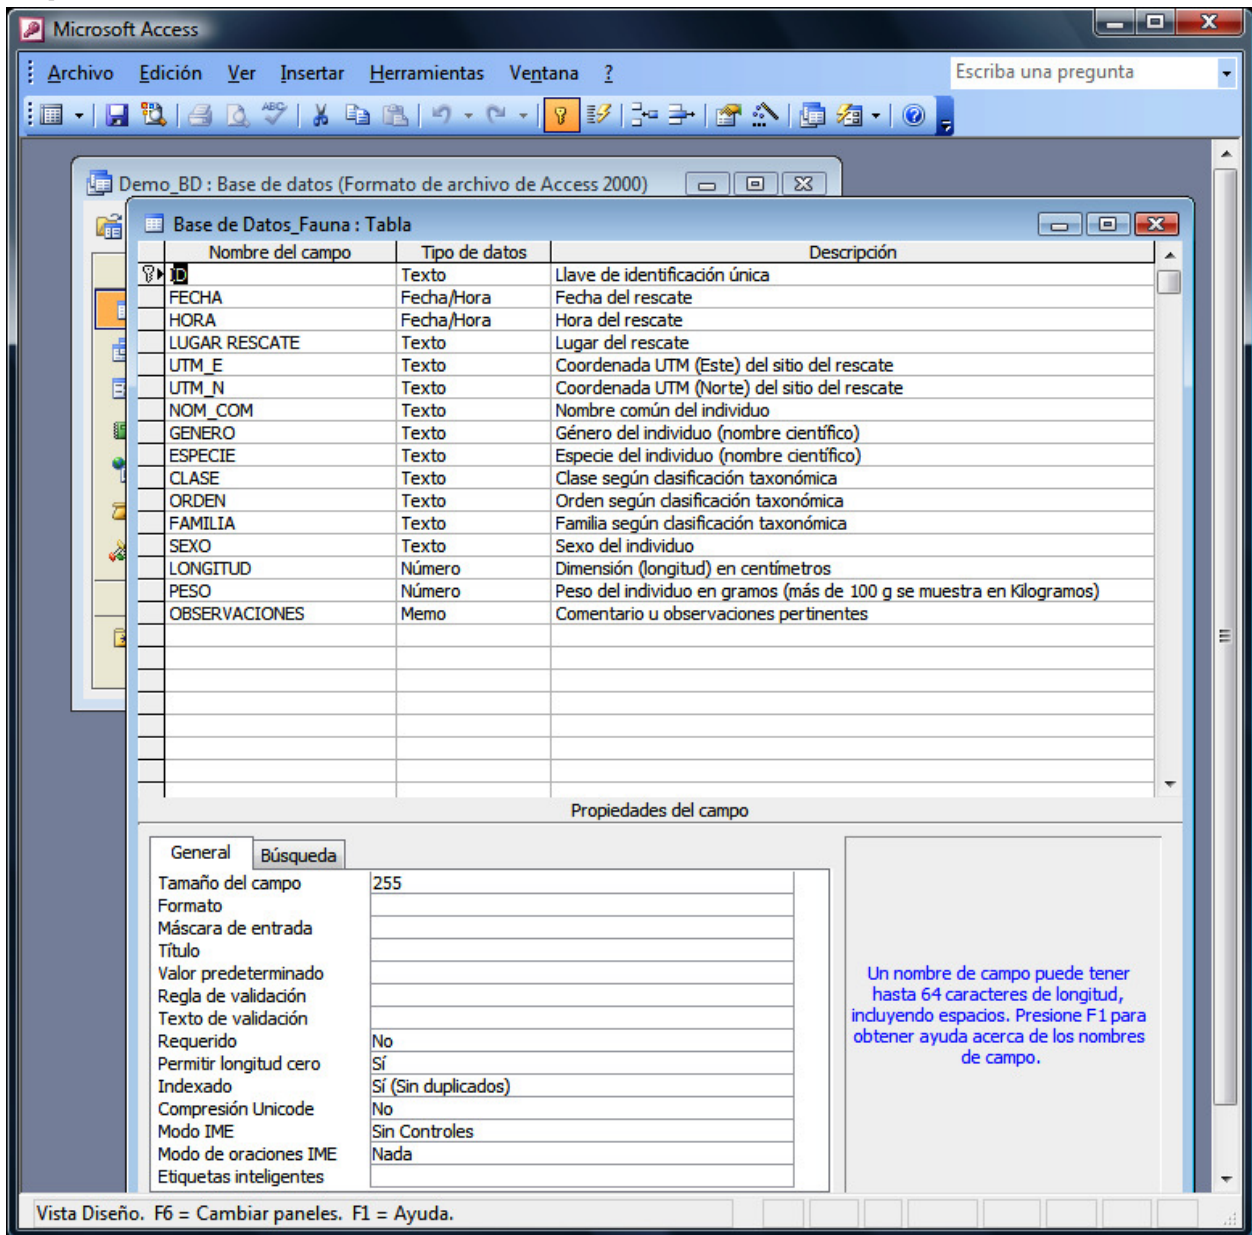 Microsoft Access
Archivo Edición Ver Insertar Herramientas Ventana ? Escriba una pregunta
Demo_BD : Base de datos (Formato de archivo de Access 2000)
Base de Datos_Fauna : Tabla
Nombre del campo Tipo de datos Descripción
ID Texto Llave de identificación única
FECHA Fecha/Hora Fecha del rescate
HORA Fecha/Hora Hora del rescate
LUGAR RESCATE Texto Lugar del rescate
UTM_E Texto Coordenada UTM (Este) del sitio del rescate
UTM_N Texto Coordenada UTM (Norte) del sitio del rescate
NOM_COM Texto Nombre común del individuo
GENERO Texto Género del individuo (nombre científico)
ESPECIE Texto Especie del individuo (nombre científico)
CLASE Texto Clase según clasificación taxonómica
ORDEN Texto Orden según clasificación taxonómica
FAMILIA Texto Familia según clasificación taxonómica
SEXO Texto Sexo del individuo
LONGITUD Número Dimensión (longitud) en centímetros
PESO Número Peso del individuo en gramos (más de 100 g se muestra en Kilogramos)
OBSERVACIONES Memo Comentario u observaciones pertinentes
Propiedades del campo
General Búsqueda
Tamaño del campo 255
Formato
Máscara de entrada
Título
Valor predeterminado
Regla de validación
Texto de validación
Requerido No
Permitir longitud cero Sí
Indexado Sí (Sin duplicados)
Compresión Unicode No
Modo IME Sin Controles
Modo de oraciones IME Nada
Etiquetas inteligentes
Un nombre de campo puede tener
hasta 64 caracteres de longitud,
incluyendo espacios. Presione F1 para
obtener ayuda acerca de los nombres
de campo.
Vista Diseño. F6 = Cambiar paneles. F1 = Ayuda.